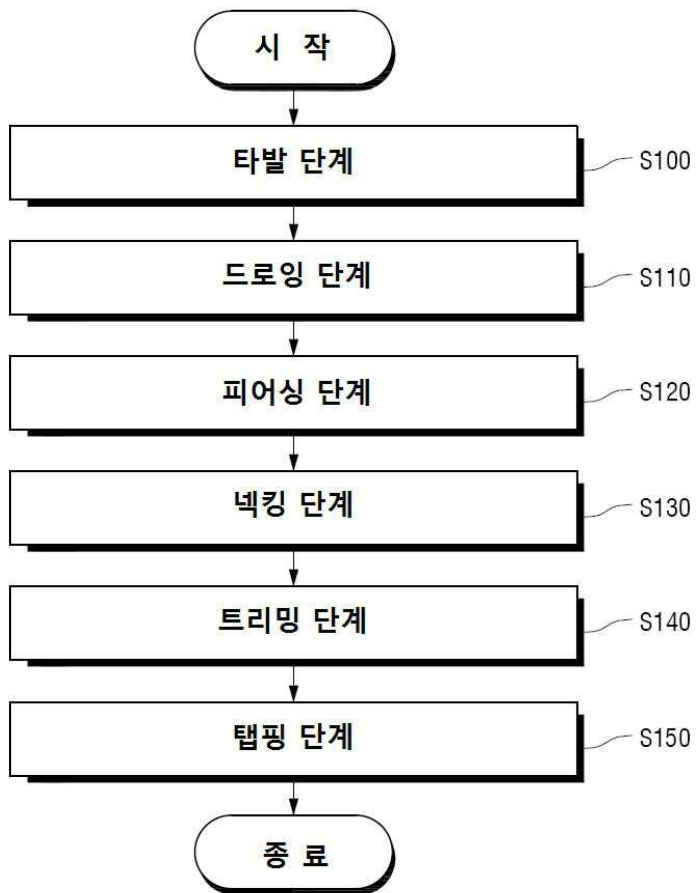 시 작
타발 단계
S100
드로잉 단계
S110
피어싱 단계
S120
넥킹 단계
S130
트리밍 단계
S140
탭핑 단계
S150
종 료